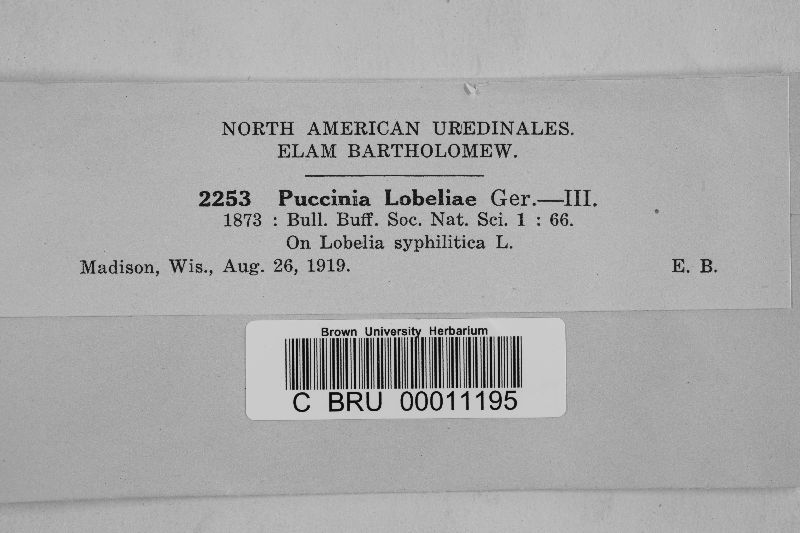 NORTH AMERICAN UREDINALES.
ELAM BARTHOLOMEW.
2253 Puccinia Lobeliae Ger.—III.
1873 : Bull. Buff. Soc. Nat. Sci. 1 : 66.
On Lobelia syphilitica L.
Madison, Wis., Aug. 26, 1919. E. B.
Brown University Herbarium
C BRU 00011195